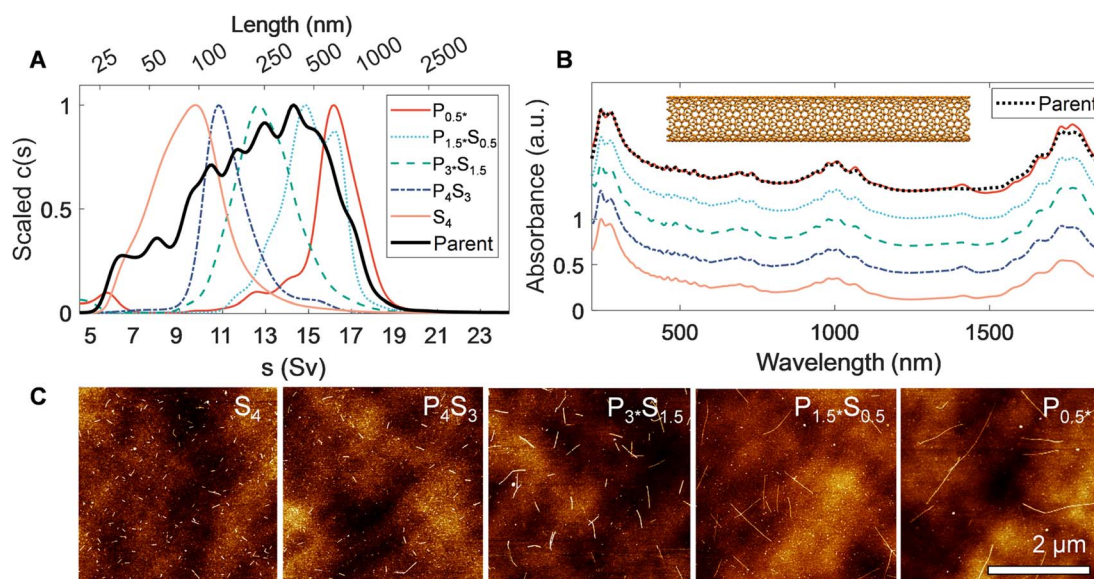 Length (nm)
A
25 50 100 250 500 1000 2500
Scaled c(s)
1
0.5
0
5 7 9 11 13 15 17 19 21 23
s (Sv)
P0.5*
P1.5*S0.5
P3*S1.5
P4S3
S4
Parent
B
Parent
Absorbance (a.u.)
1
0.5
0
500 1000 1500
Wavelength (nm)
C
S4 P4S3 P3*S1.5 P1.5*S0.5 P0.5*
2 μm